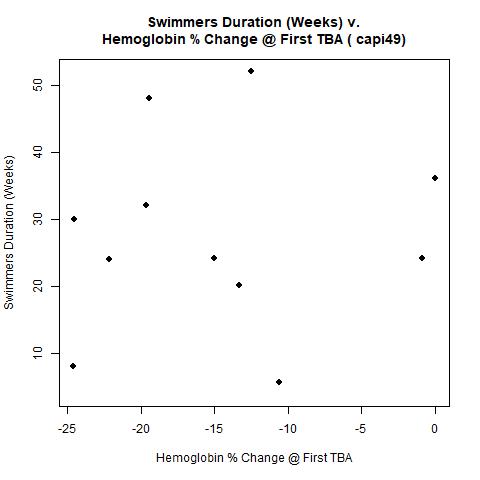 Swimmers Duration (Weeks) v.
Hemoglobin % Change @ First TBA ( capi49)
Swimmers Duration (Weeks)
50
40
30
20
10
-25 -20 -15 -10 -5 0
Hemoglobin % Change @ First TBA